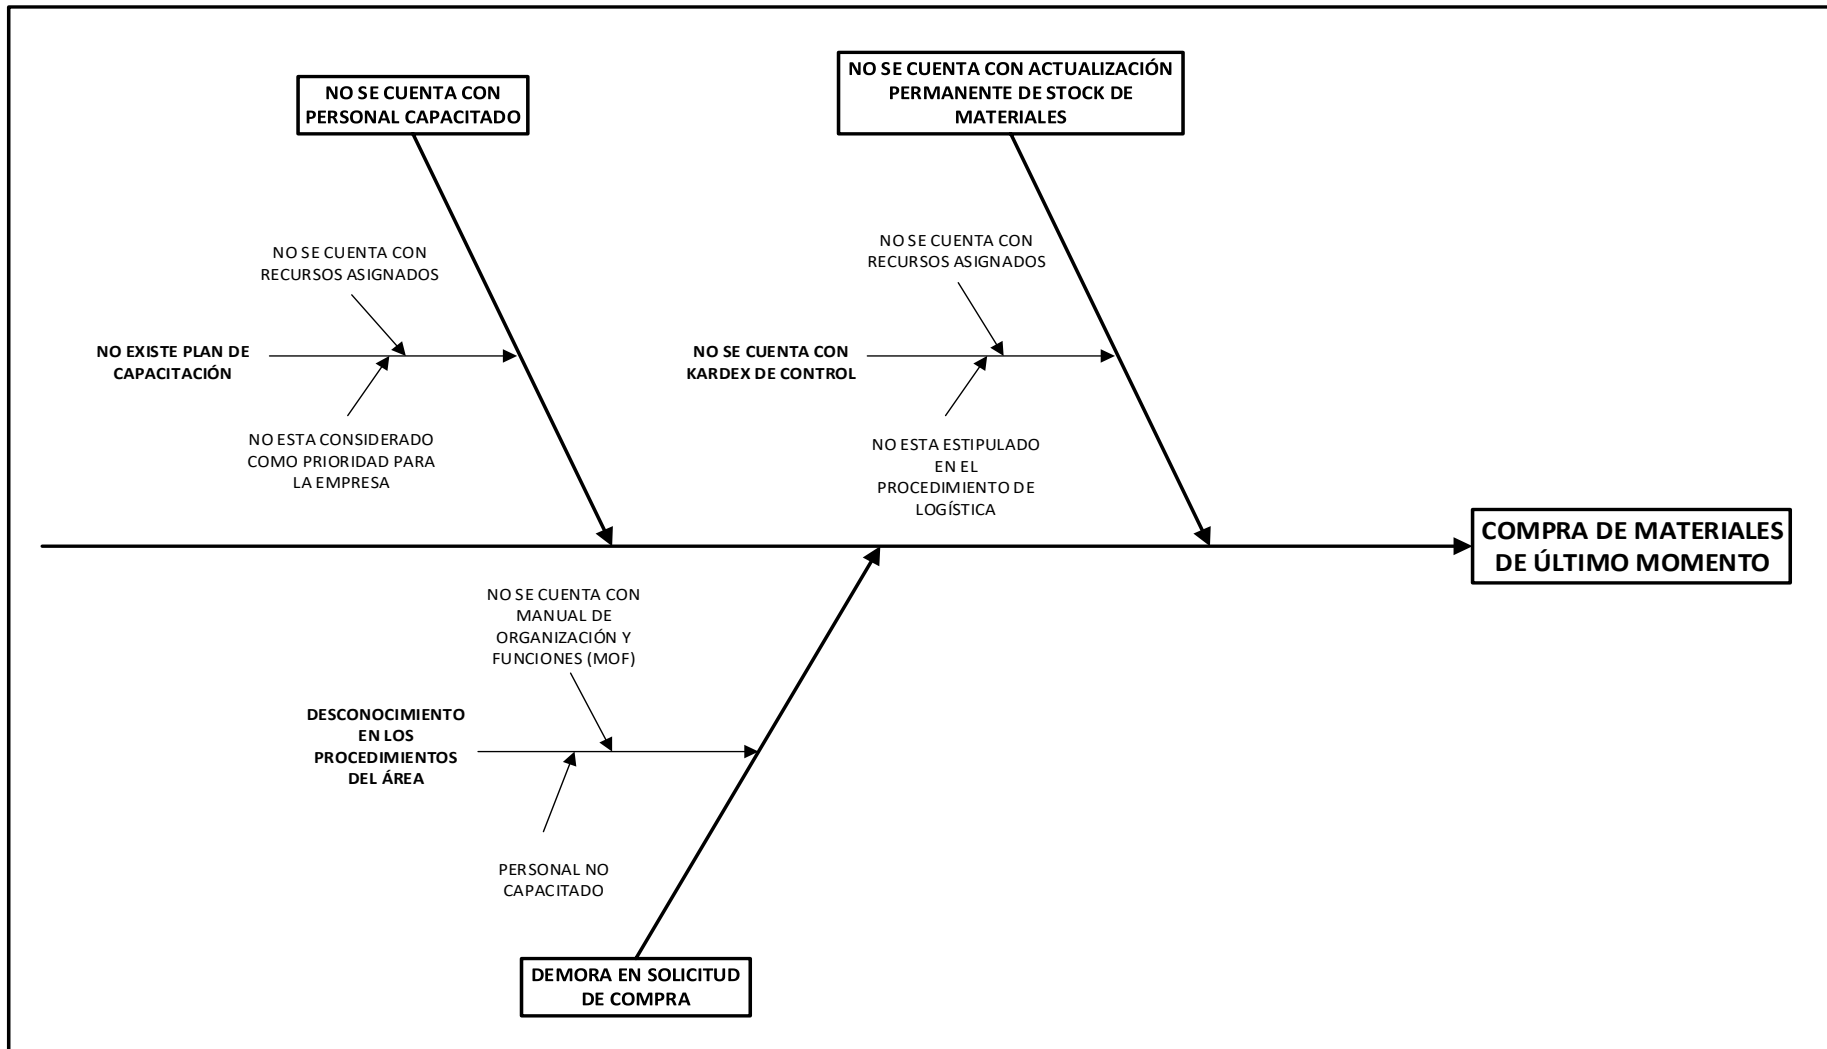 NO SE CUENTA CON
PERSONAL CAPACITADO
NO SE CUENTA CON ACTUALIZACIÓN
PERMANENTE DE STOCK DE
MATERIALES
NO SE CUENTA CON
RECURSOS ASIGNADOS
NO EXISTE PLAN DE
CAPACITACIÓN
NO ESTA CONSIDERADO
COMO PRIORIDAD PARA
LA EMPRESA
NO SE CUENTA CON
RECURSOS ASIGNADOS
NO SE CUENTA CON
KARDEX DE CONTROL
NO ESTA ESTIPULADO
EN EL
PROCEDIMIENTO DE
LOGÍSTICA
COMPRA DE MATERIALES
DE ÚLTIMO MOMENTO
NO SE CUENTA CON
MANUAL DE
ORGANIZACIÓN Y
FUNCIONES (MOF)
DESCONOCIMIENTO
EN LOS
PROCEDIMIENTOS
DEL ÁREA
PERSONAL NO
CAPACITADO
DEMORA EN SOLICITUD
DE COMPRA